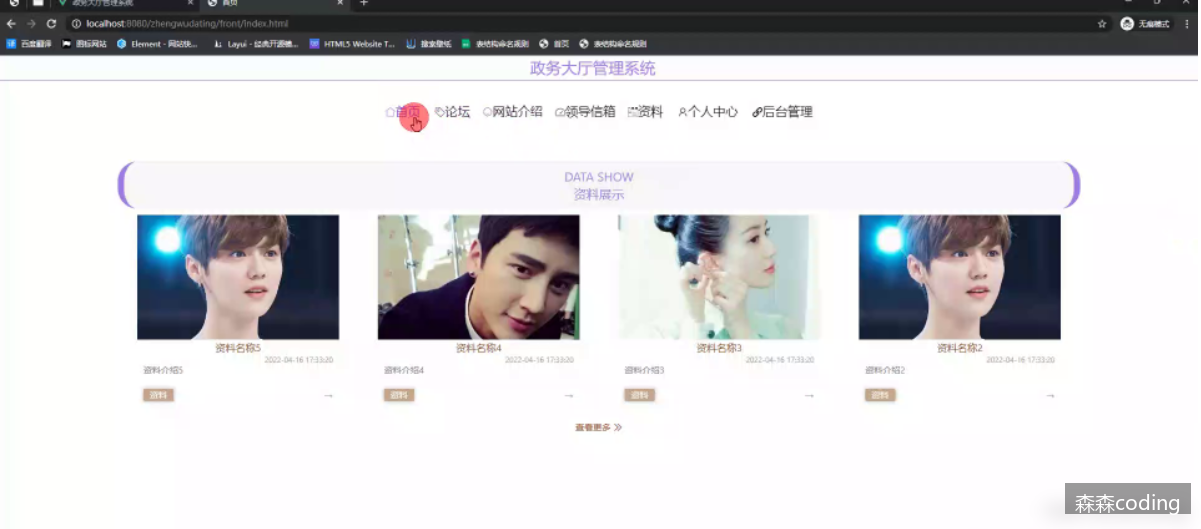 政务大厅管理系统
首页
localhost:8080/zhengwudating/front/index.html
无痕模式
百度翻译 图标网站 Element - 网站快... Layui - 经典开源模... HTML5 Website T... 搜索壁纸 表结构命名规则 首页 表结构命名规则
政务大厅管理系统
首页 论坛 网站介绍 领导信箱 资料 个人中心 后台管理
DATA SHOW
资料展示
资料名称5 资料名称4 资料名称3 资料名称2
2022-04-16 17:33:20 2022-04-16 17:33:20 2022-04-16 17:33:20 2022-04-16 17:33:20
资料介绍5 资料介绍4 资料介绍3 资料介绍2
资料 → 资料 → 资料 → 资料 →
查看更多 »
森森coding